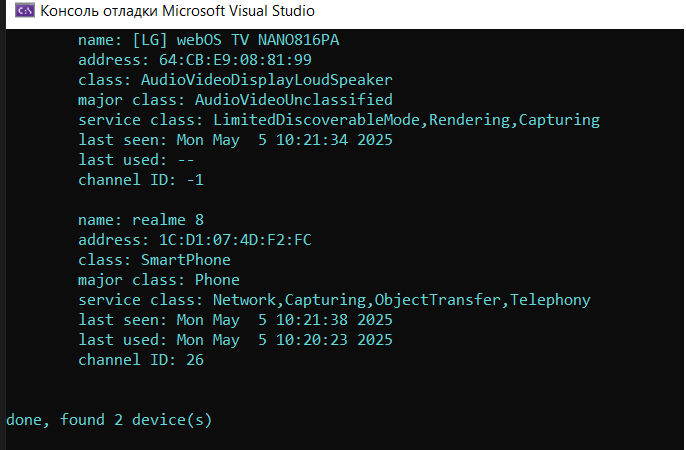 Консоль отладки Microsoft Visual Studio
name: [LG] webOS TV NANO816PA
address: 64:CB:E9:08:81:99
class: AudioVideoDisplayLoudSpeaker
major class: AudioVideoUnclassified
service class: LimitedDiscoverableMode,Rendering,Capturing
last seen: Mon May  5 10:21:34 2025
last used: --
channel ID: -1
name: realme 8
address: 1C:D1:07:4D:F2:FC
class: SmartPhone
major class: Phone
service class: Network,Capturing,ObjectTransfer,Telephony
last seen: Mon May  5 10:21:38 2025
last used: Mon May  5 10:20:23 2025
channel ID: 26
done, found 2 device(s)